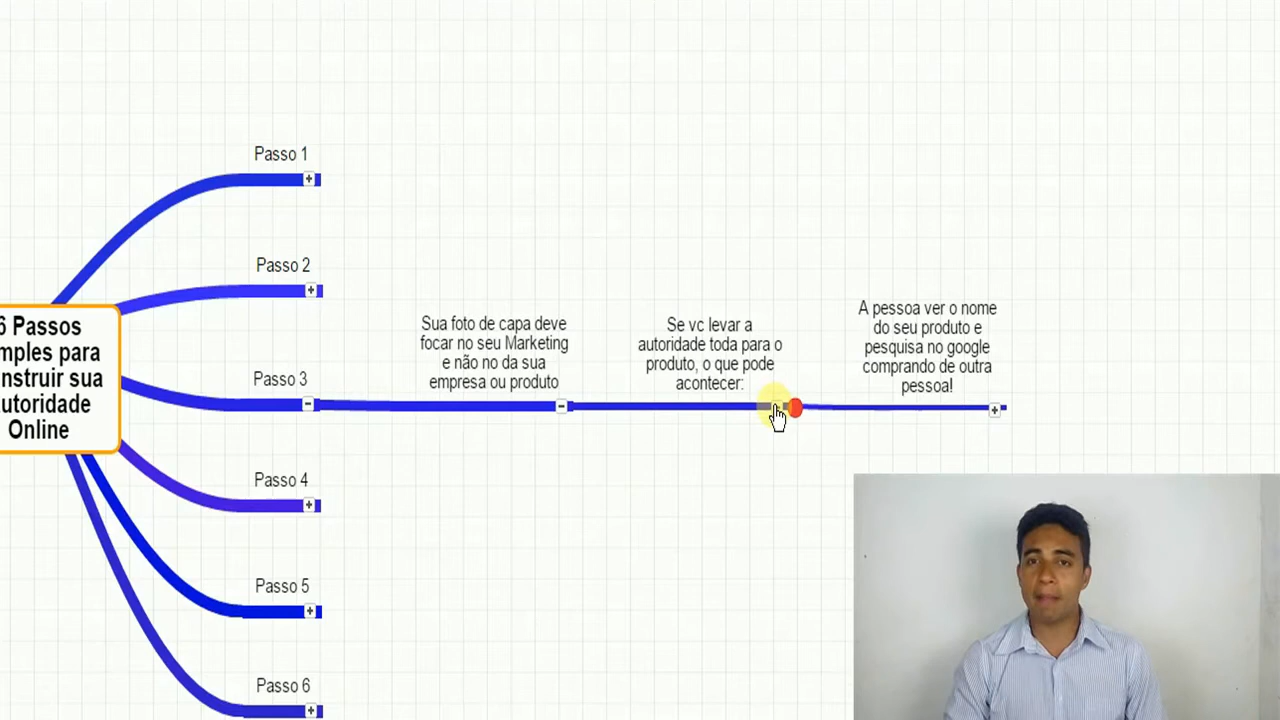 6 Passos
mples para
nstruir sua
utoridade
Online
Passo 1
Passo 2
Passo 3
Sua foto de capa deve
focar no seu Marketing
e não no da sua
empresa ou produto
Se vc levar a
autoridade toda para o
produto, o que pode
acontecer:
A pessoa ver o nome
do seu produto e
pesquisa no google
comprando de outra
pessoa!
Passo 4
Passo 5
Passo 6